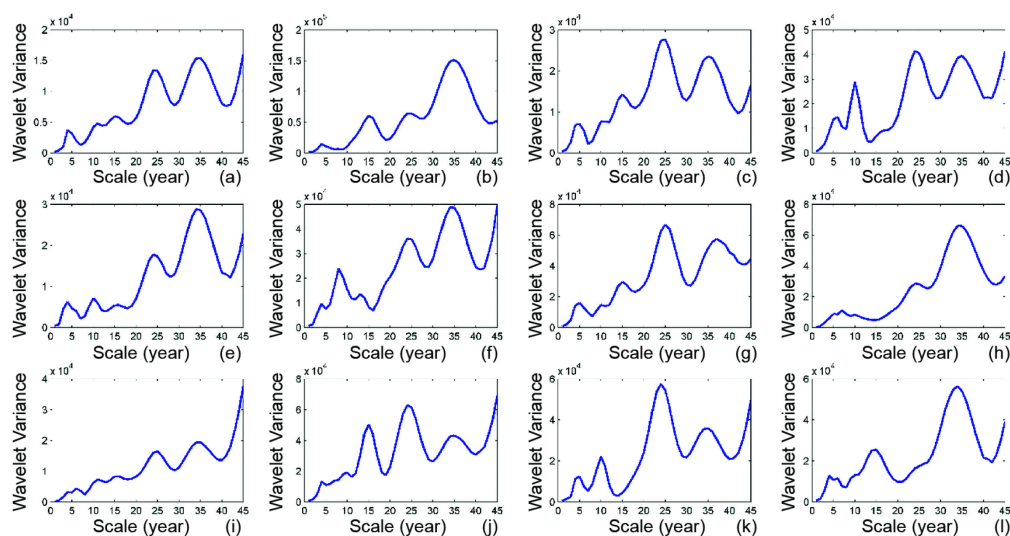 x 10⁴
2
1.5
1
0.5
0
Wavelet Variance
0 5 10 15 20 25 30 35 40 45
Scale (year) (a)
x 10⁵
2
1.5
1
0.5
0
Wavelet Variance
0 5 10 15 20 25 30 35 40 45
Scale (year) (b)
x 10
3
2
1
0
Wavelet Variance
0 5 10 15 20 25 30 35 40 45
Scale (year) (c)
x 10⁴
5
4
3
2
1
0
Wavelet Variance
0 5 10 15 20 25 30 35 40 45
Scale (year) (d)
x 10
3
2
1
0
Wavelet Variance
0 5 10 15 20 25 30 35 40 45
Scale (year) (e)
x 10
5
4
3
2
1
0
Wavelet Variance
0 5 10 15 20 25 30 35 40 45
Scale (year) (f)
x 10
8
6
4
2
0
Wavelet Variance
0 5 10 15 20 25 30 35 40 45
Scale (year) (g)
x 10⁴
8
6
4
2
0
Wavelet Variance
0 5 10 15 20 25 30 35 40 45
Scale (year) (h)
x 10⁴
4
3
2
1
0
Wavelet Variance
0 5 10 15 20 25 30 35 40 45
Scale (year) (i)
x 10⁴
8
6
4
2
0
Wavelet Variance
0 5 10 15 20 25 30 35 40 45
Scale (year) (j)
x 10⁴
6
4
2
0
Wavelet Variance
0 5 10 15 20 25 30 35 40 45
Scale (year) (k)
x 10⁴
6
4
2
0
Wavelet Variance
0 5 10 15 20 25 30 35 40 45
Scale (year) (l)